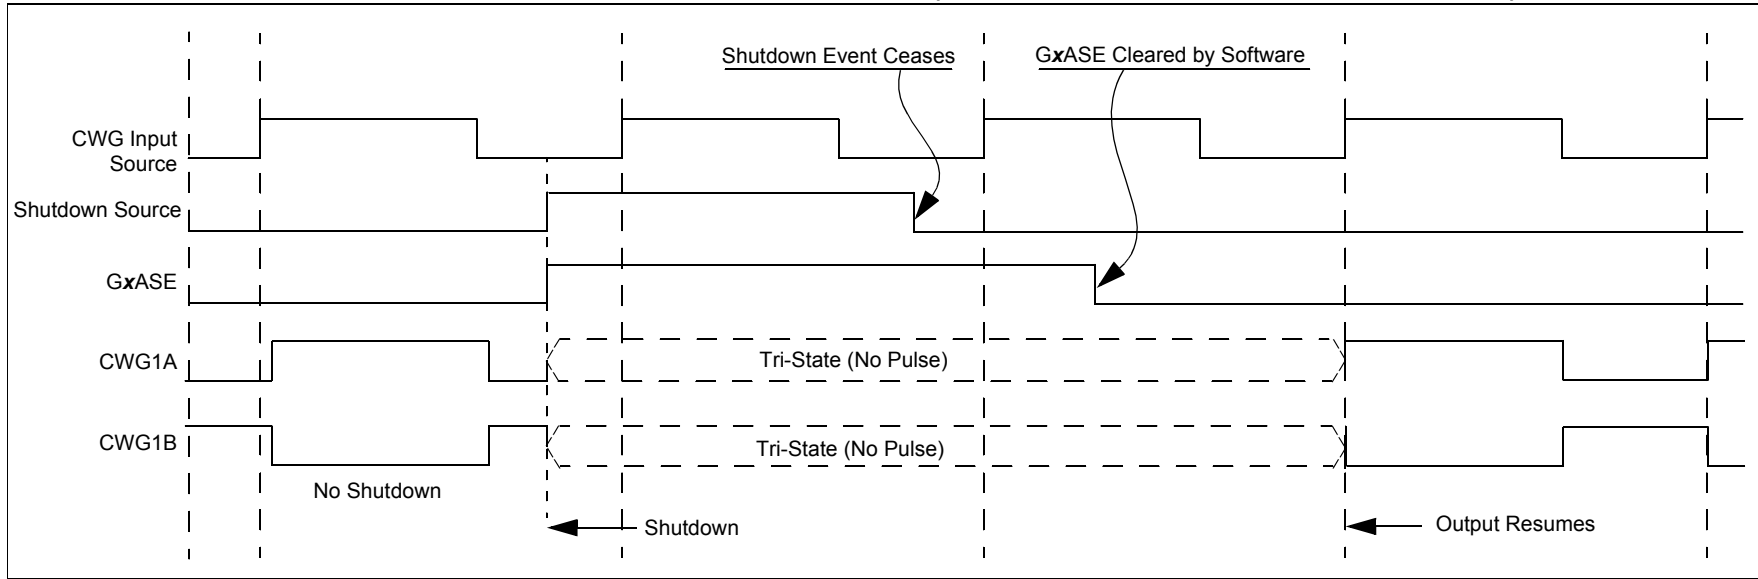 Shutdown Event Ceases
GxASE Cleared by Software
CWG Input
Source
Shutdown Source
GxASE
CWG1A
Tri-State (No Pulse)
CWG1B
Tri-State (No Pulse)
No Shutdown
Shutdown
Output Resumes